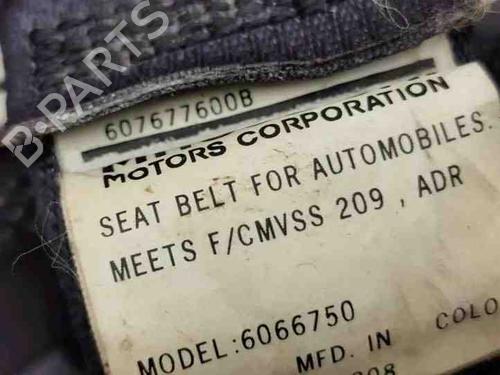 B-PARTS
607677600B
MOTORS CORPORATION
SEAT BELT FOR AUTOMOBILES.
MEETS F/CMVSS 209 , ADR
MODEL:6066750
MFD. IN COLO